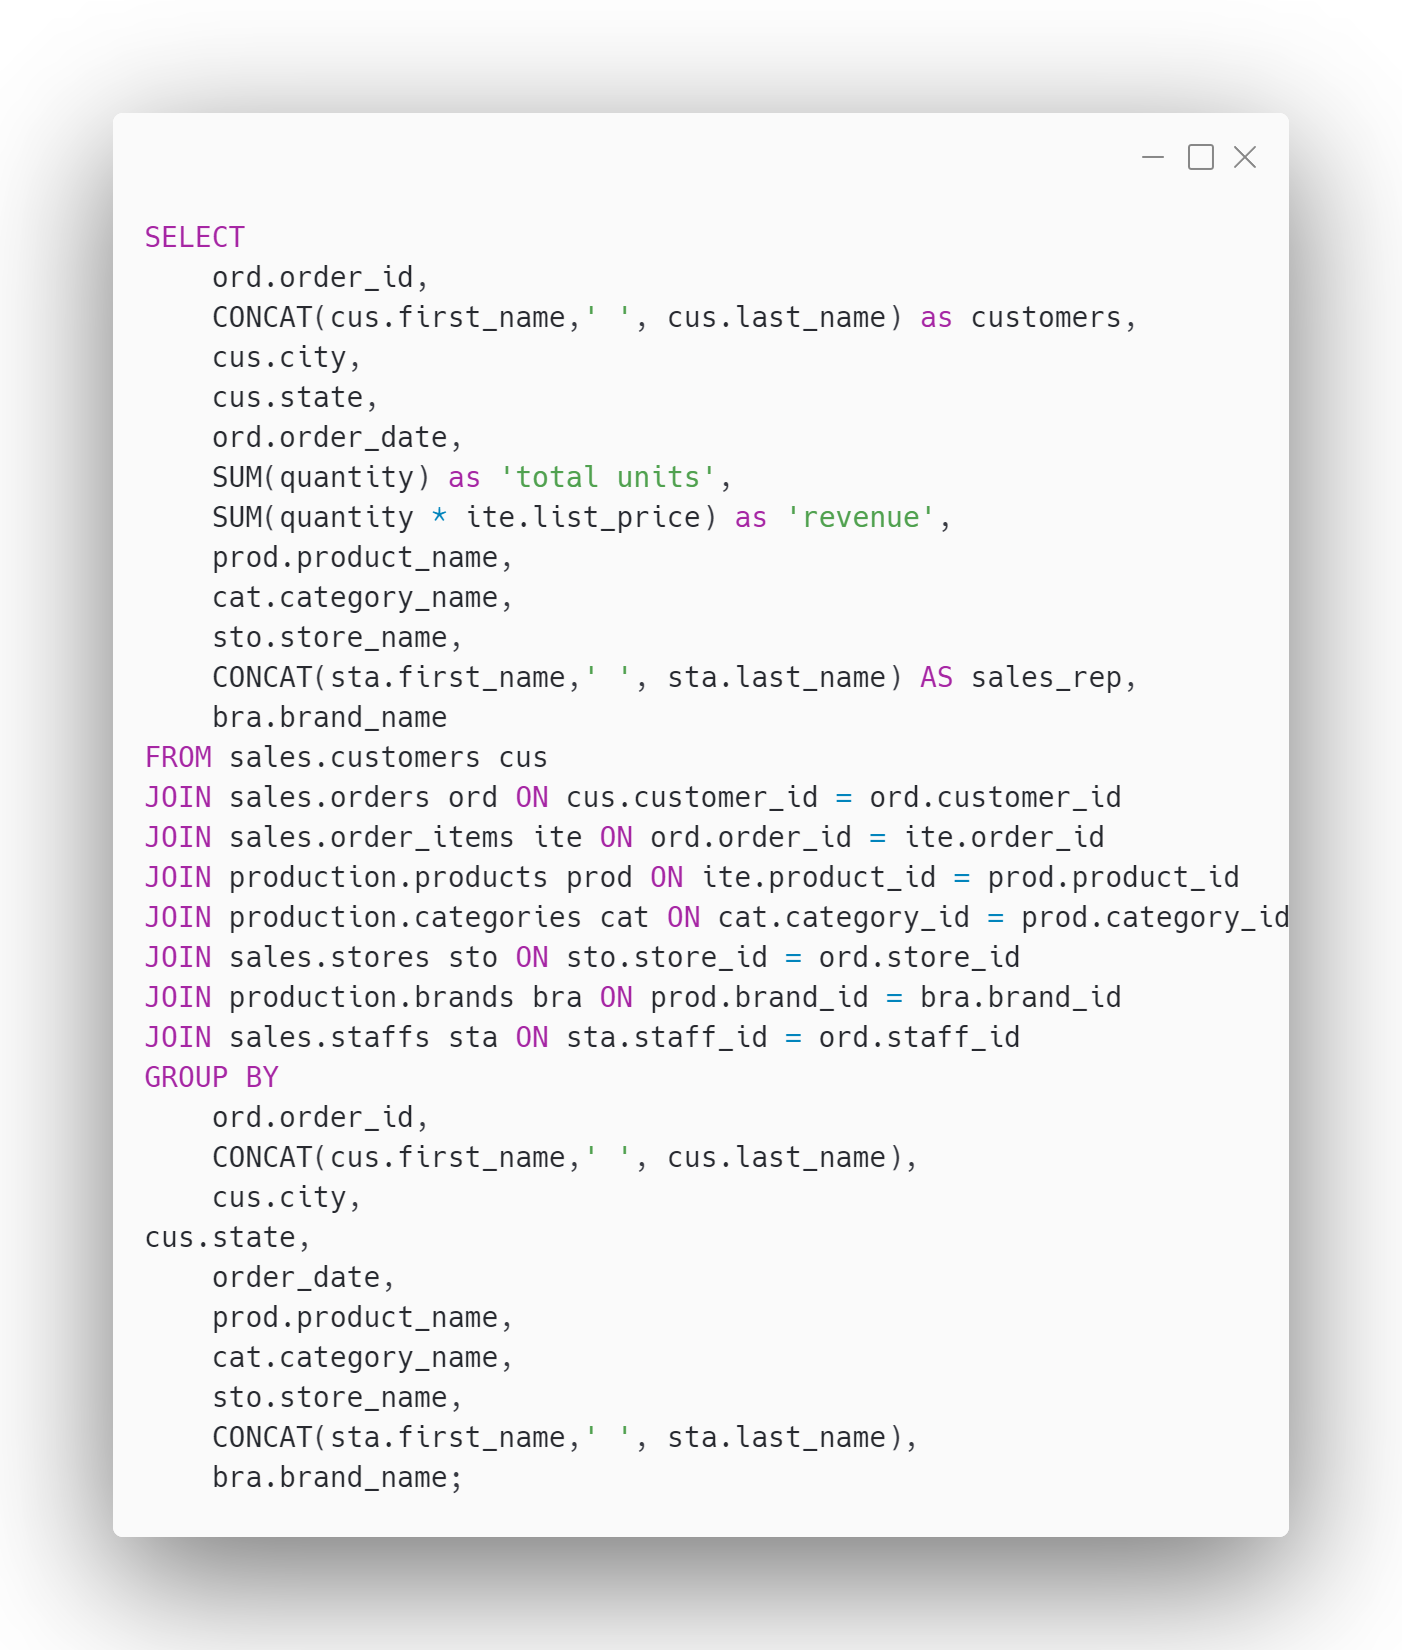 SELECT
    ord.order_id,
    CONCAT(cus.first_name,' ', cus.last_name) as customers,
    cus.city,
    cus.state,
    ord.order_date,
    SUM(quantity) as 'total units',
    SUM(quantity * ite.list_price) as 'revenue',
    prod.product_name,
    cat.category_name,
    sto.store_name,
    CONCAT(sta.first_name,' ', sta.last_name) AS sales_rep,
    bra.brand_name
FROM sales.customers cus
JOIN sales.orders ord ON cus.customer_id = ord.customer_id
JOIN sales.order_items ite ON ord.order_id = ite.order_id
JOIN production.products prod ON ite.product_id = prod.product_id
JOIN production.categories cat ON cat.category_id = prod.category_id
JOIN sales.stores sto ON sto.store_id = ord.store_id
JOIN production.brands bra ON prod.brand_id = bra.brand_id
JOIN sales.staffs sta ON sta.staff_id = ord.staff_id
GROUP BY
    ord.order_id,
    CONCAT(cus.first_name,' ', cus.last_name),
    cus.city,
cus.state,
    order_date,
    prod.product_name,
    cat.category_name,
    sto.store_name,
    CONCAT(sta.first_name,' ', sta.last_name),
    bra.brand_name;